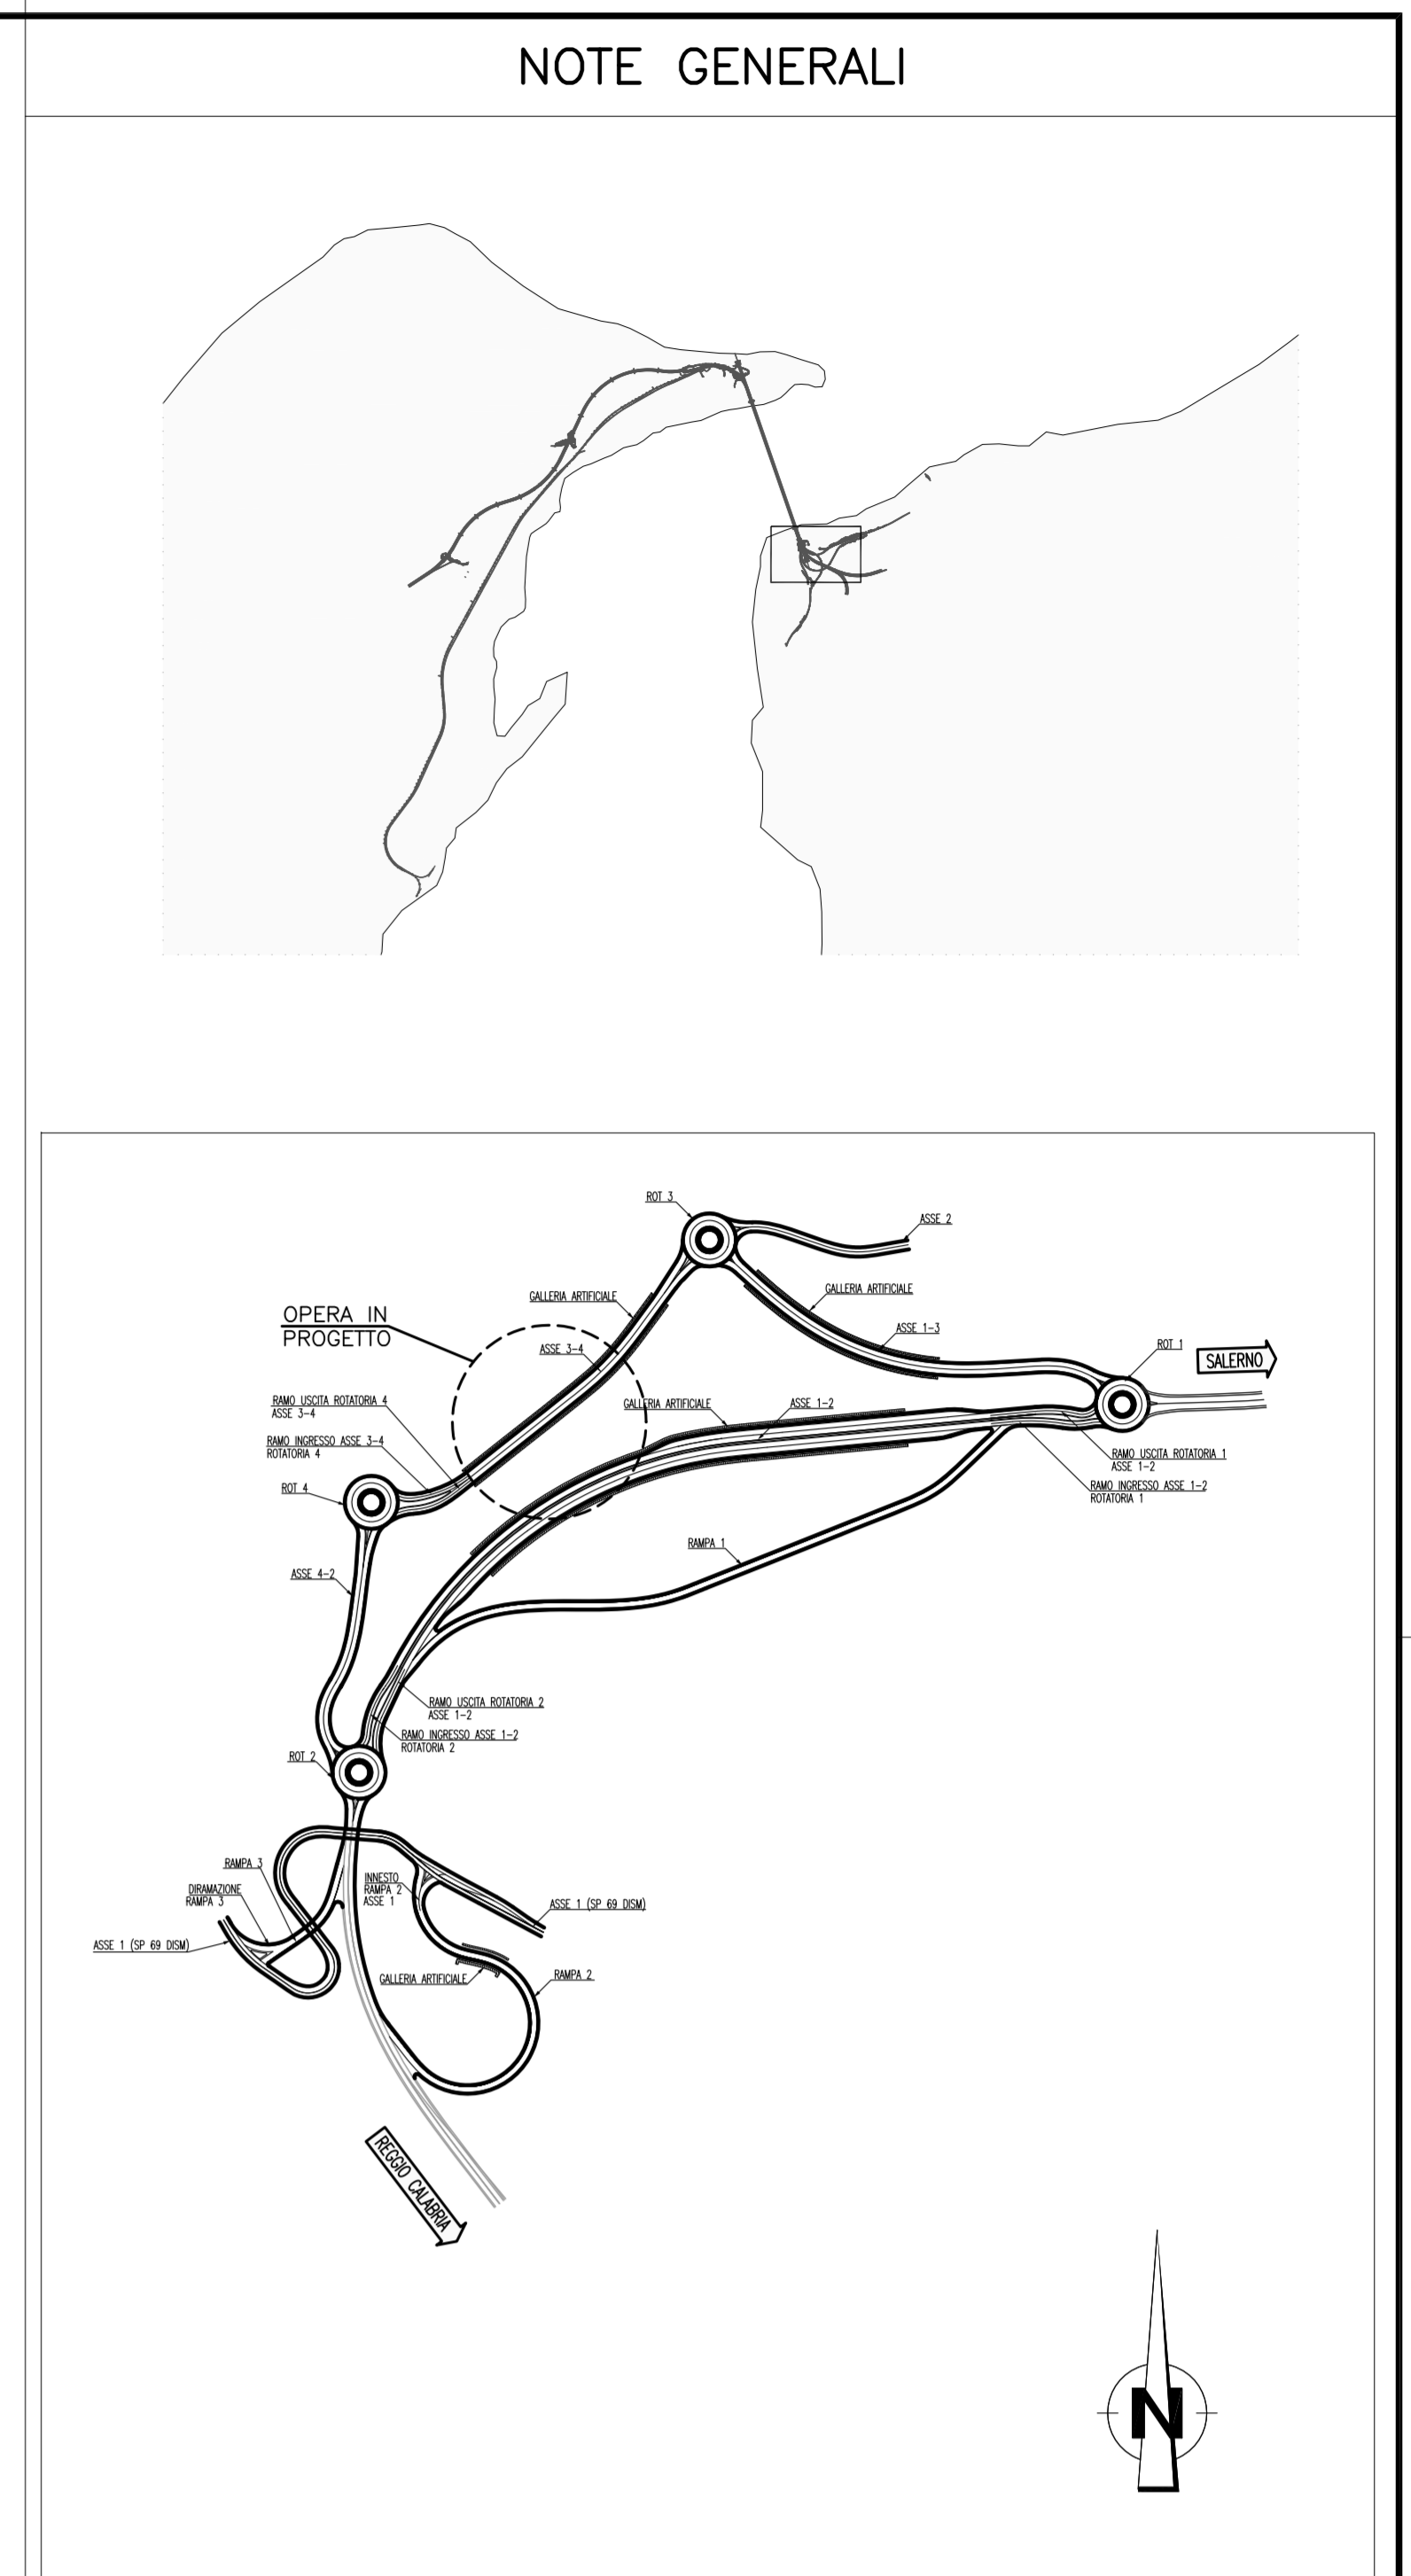 NOTE GENERALI
ROT 3
ASSE 2
GALLERIA ARTIFICIALE
GALLERIA ARTIFICIALE
OPERA IN
PROGETTO
ASSE 1-3
ASSE 3-4
ROT 1
SALERNO
RAMO USCITA ROTATORIA 4
ASSE 3-4
GALLERIA ARTIFICIALE
ASSE 1-2
RAMO INGRESSO ASSE 3-4
ROTATORIA 4
RAMO USCITA ROTATORIA 1
ASSE 1-2
ROT 4
RAMO INGRESSO ASSE 1-2
ROTATORIA 1
RAMPA 1
ASSE 4-2
RAMO USCITA ROTATORIA 2
ASSE 1-2
RAMO INGRESSO ASSE 1-2
ROTATORIA 2
ROT 2
RAMPA 3
INNESTO
RAMPA 2
ASSE 1
DIRAMAZIONE
RAMPA 3
ASSE 1 (SP 69 DISM)
ASSE 1 (SP 69 DISM)
GALLERIA ARTIFICIALE
RAMPA 2
REGGIO CALABRIA
N